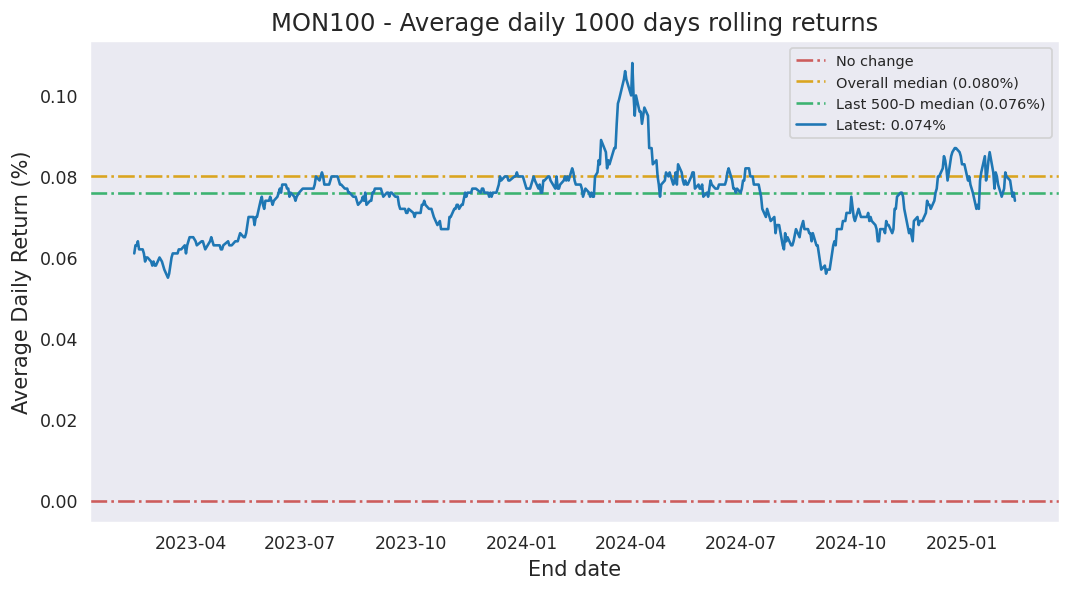 MON100 - Average daily 1000 days rolling returns
No change
Overall median (0.080%)
Last 500-D median (0.076%)
Latest: 0.074%
Average Daily Return (%)
0.10
0.08
0.06
0.04
0.02
0.00
2023-04 2023-07 2023-10 2024-01 2024-04 2024-07 2024-10 2025-01
End date